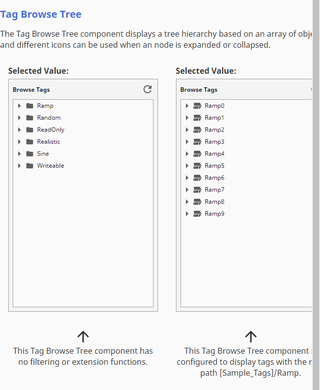 Tag Browse Tree
The Tag Browse Tree component displays a tree hierarchy based on an array of
and different icons can be used when an node is expanded or collapsed.
Selected Value:
Browse Tags
Ramp
Random
ReadOnly
Realistic
Sine
Writeable
This Tag Browse Tree component has
no filtering or extension functions.
Selected Value:
Browse Tags
Ramp0
Ramp1
Ramp2
Ramp3
Ramp4
Ramp5
Ramp6
Ramp7
Ramp8
Ramp9
This Tag Browse Tree component
configured to display tags with the
path [Sample_Tags]/Ramp.